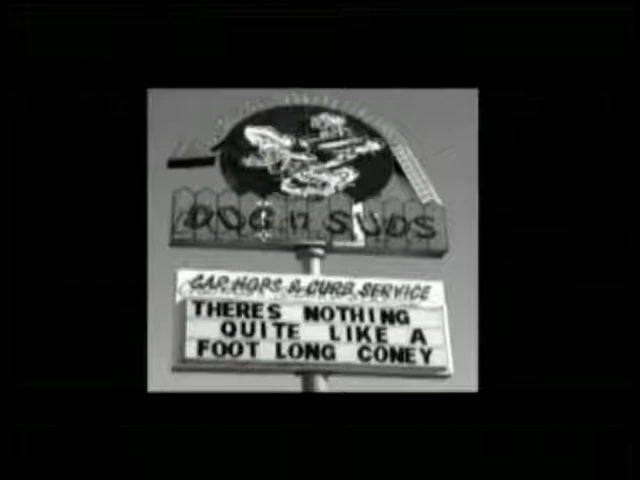 DOG n SUDS
CAR HOPS & CURB SERVICE
THERES NOTHING
QUITE LIKE A
FOOT LONG CONEY